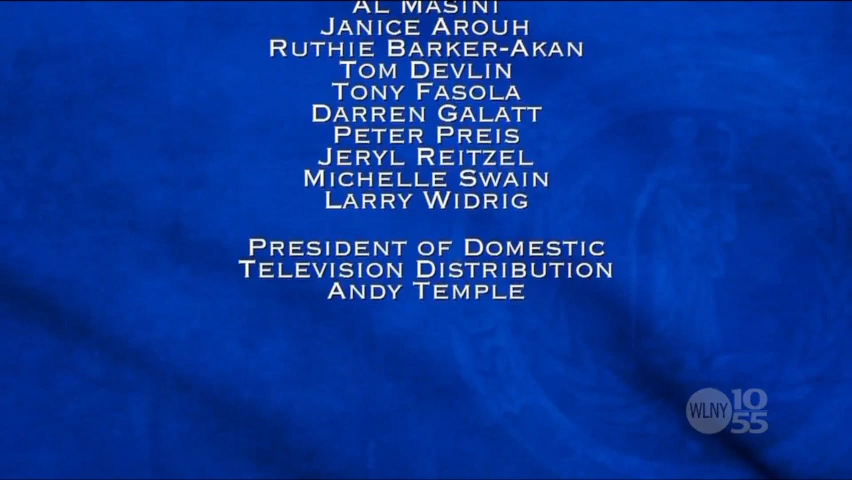 AL MASINI
JANICE AROUH
RUTHIE BARKER-AKAN
TOM DEVLIN
TONY FASOLA
DARREN GALATT
PETER PREIS
JERYL REITZEL
MICHELLE SWAIN
LARRY WIDRIG
PRESIDENT OF DOMESTIC
TELEVISION DISTRIBUTION
ANDY TEMPLE
WLNY 10
55